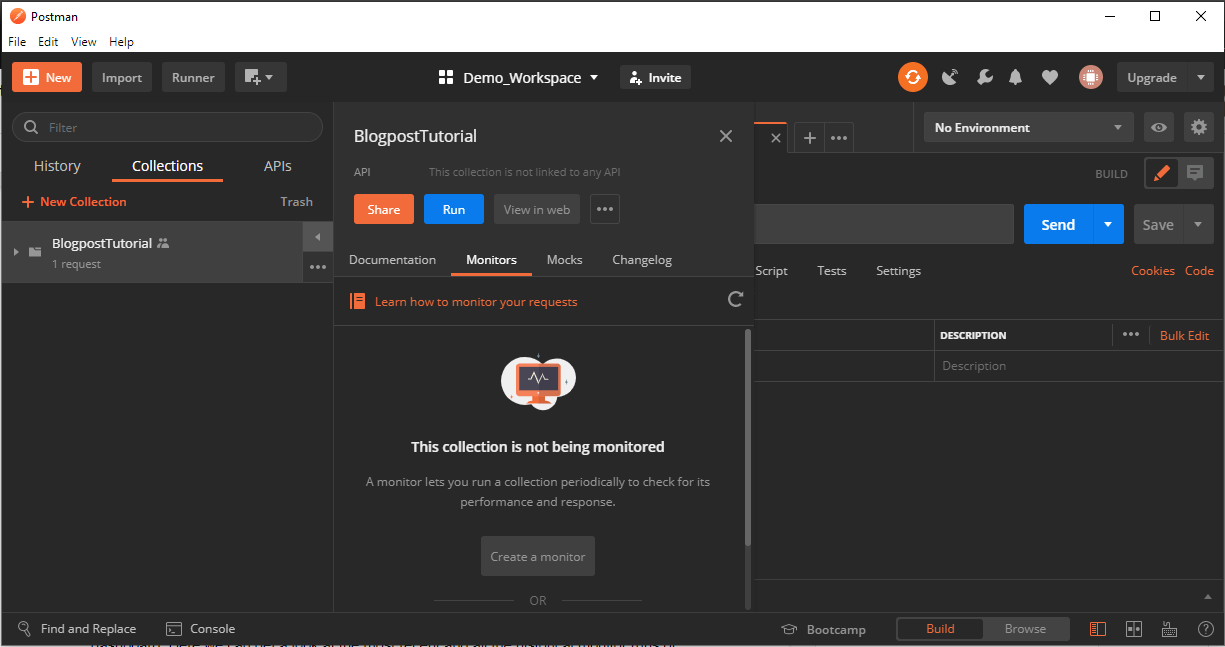 Postman
File Edit View Help
New Import Runner Demo_Workspace Invite Upgrade
Filter
History Collections APIs
New Collection Trash
BlogpostTutorial
1 request
BlogpostTutorial
API This collection is not linked to any API
Share Run View in web
Documentation Monitors Mocks Changelog
Learn how to monitor your requests
This collection is not being monitored
A monitor lets you run a collection periodically to check for its
performance and response.
Create a monitor
OR
No Environment
BUILD
Send Save
Script Tests Settings Cookies Code
DESCRIPTION Bulk Edit
Description
Find and Replace Console Bootcamp Build Browse